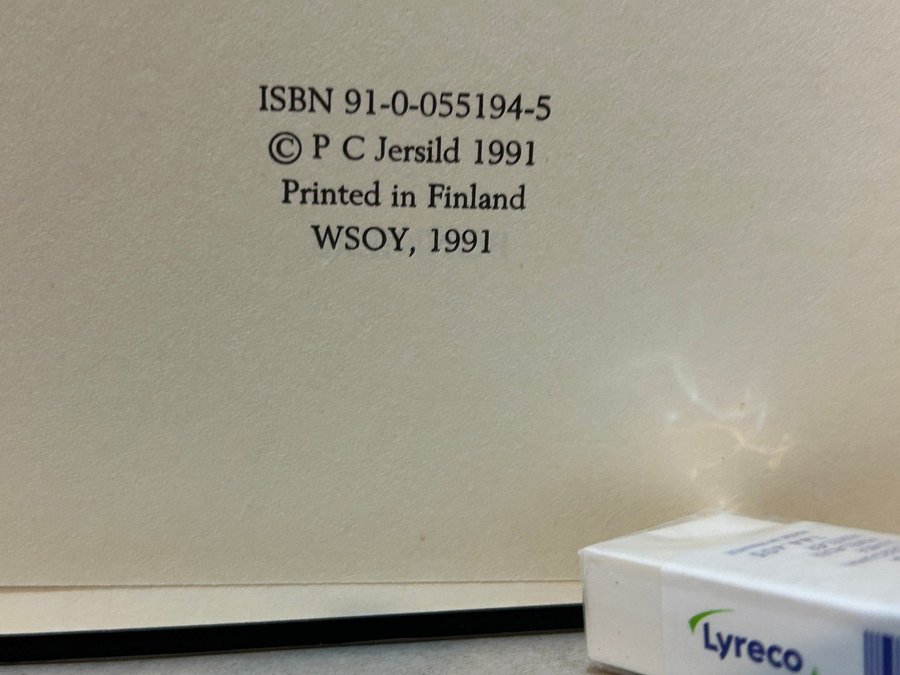 ISBN 91-0-055194-5
© P C Jersild 1991
Printed in Finland
WSOY, 1991
Lyreco